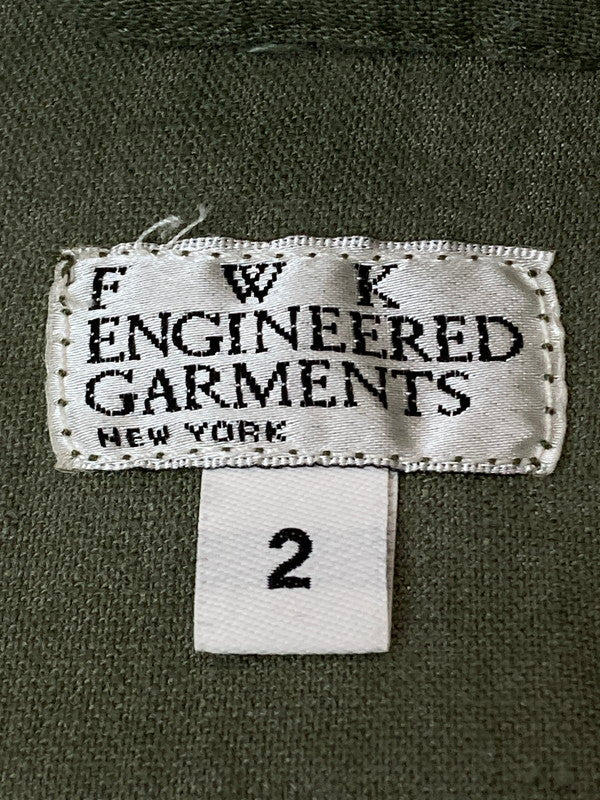 F W K
ENGINEERED
GARMENTS
NEW YORK
2